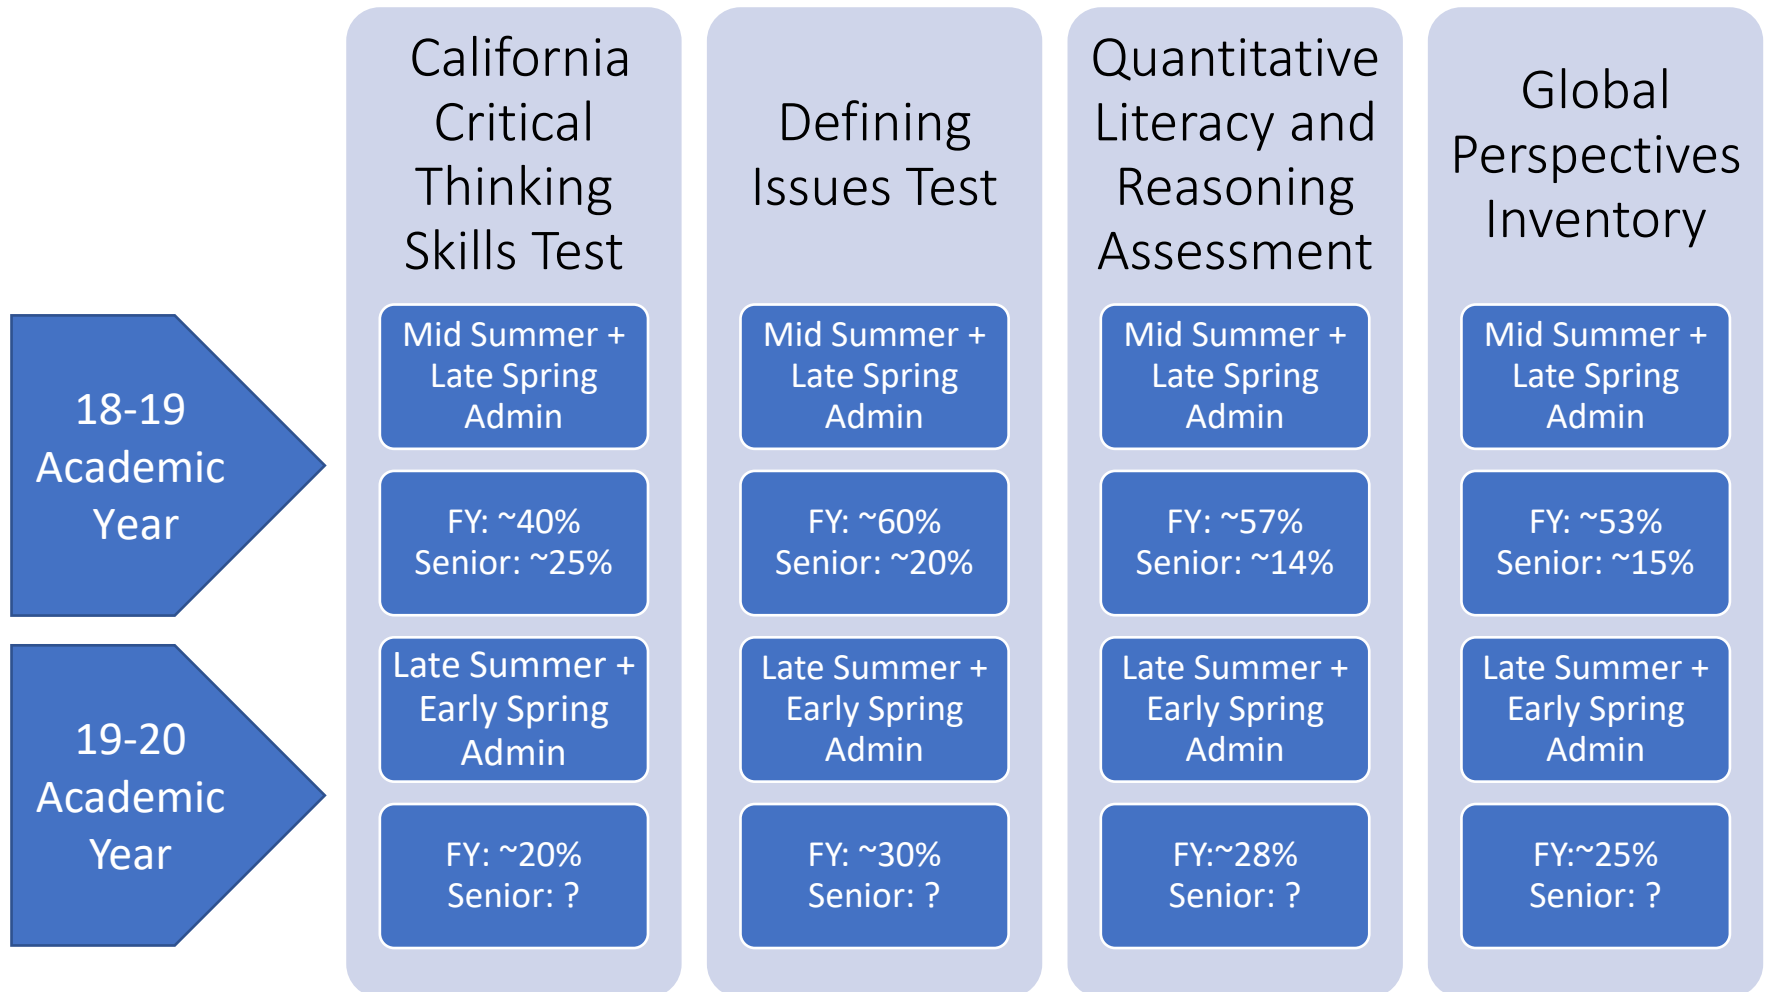 California
Critical
Thinking
Skills Test
Defining
Issues Test
Quantitative
Literacy and
Reasoning
Assessment
Global
Perspectives
Inventory
18-19
Academic
Year
Mid Summer +
Late Spring
Admin
Mid Summer +
Late Spring
Admin
Mid Summer +
Late Spring
Admin
Mid Summer +
Late Spring
Admin
FY: ~40%
Senior: ~25%
FY: ~60%
Senior: ~20%
FY: ~57%
Senior: ~14%
FY: ~53%
Senior: ~15%
19-20
Academic
Year
Late Summer +
Early Spring
Admin
Late Summer +
Early Spring
Admin
Late Summer +
Early Spring
Admin
Late Summer +
Early Spring
Admin
FY: ~20%
Senior: ?
FY: ~30%
Senior: ?
FY:~28%
Senior: ?
FY:~25%
Senior: ?